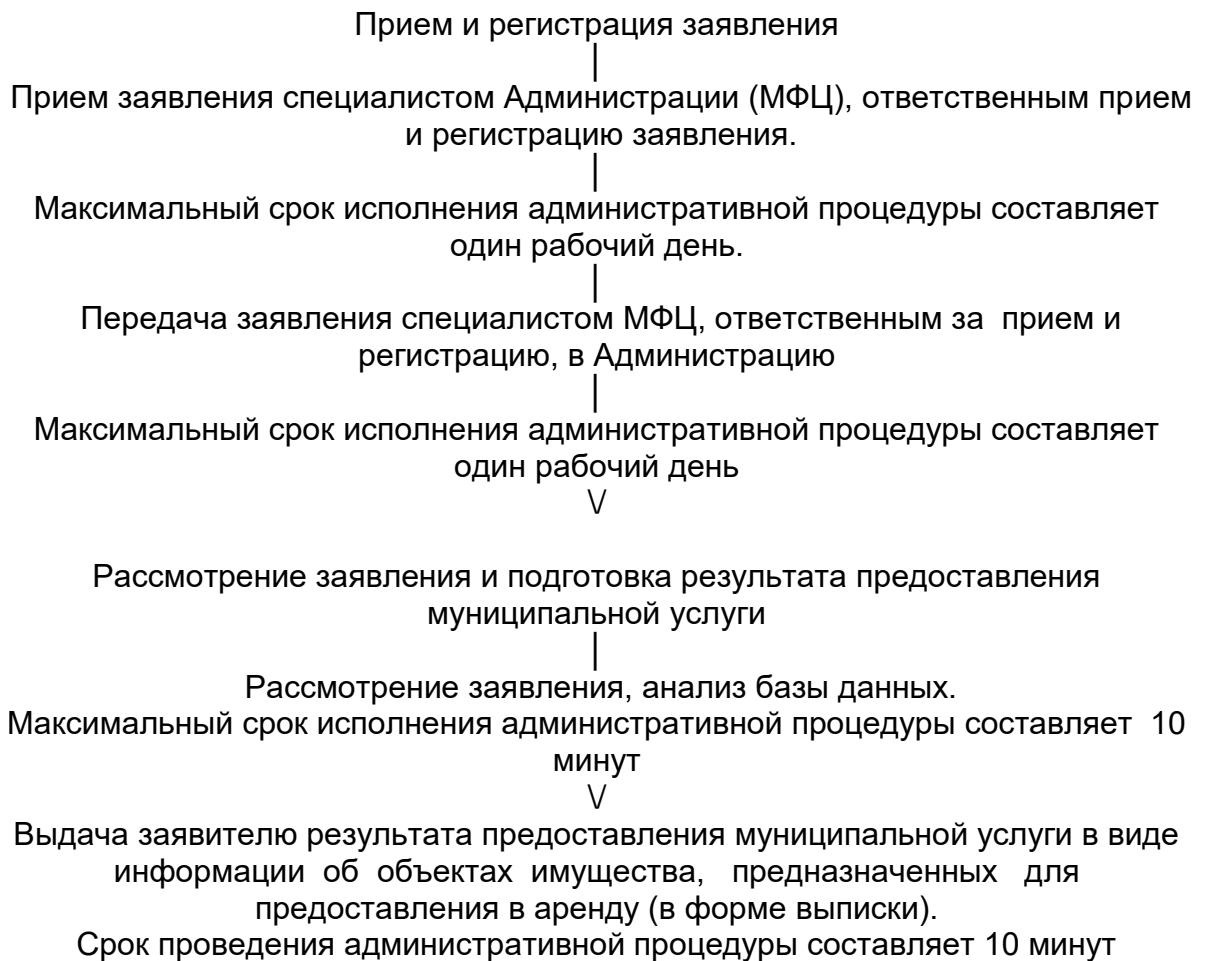 Прием и регистрация заявления
|
Прием заявления специалистом Администрации (МФЦ), ответственным прием
и регистрацию заявления.
|
Максимальный срок исполнения административной процедуры составляет
один рабочий день.
|
Передача заявления специалистом МФЦ, ответственным за  прием и
регистрацию, в Администрацию
|
Максимальный срок исполнения административной процедуры составляет
один рабочий день
\/
Рассмотрение заявления и подготовка результата предоставления
муниципальной услуги
|
Рассмотрение заявления, анализ базы данных.
Максимальный срок исполнения административной процедуры составляет  10
минут
\/
Выдача заявителю результата предоставления муниципальной услуги в виде
информации  об  объектах  имущества,   предназначенных   для
предоставления в аренду (в форме выписки).
Срок проведения административной процедуры составляет 10 минут